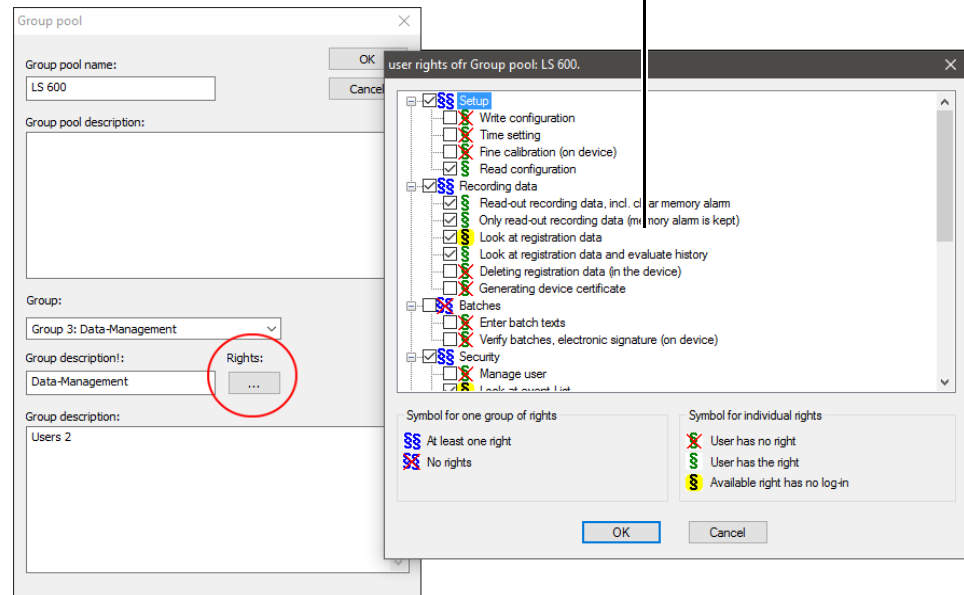 Group pool
Group pool name:
OK
LS 600
Cancel
Group pool description:
Group:
Group 3: Data-Management
Group description!:
Rights:
Data-Management
...
Group description:
Users 2
user rights ofr Group pool: LS 600.
§§ Setup
§ Write configuration
§ Time setting
§ Fine calibration (on device)
§ Read configuration
§§ Recording data
§ Read-out recording data, incl. clear memory alarm
§ Only read-out recording data (memory alarm is kept)
§ Look at registration data
§ Look at registration data and evaluate history
§ Deleting registration data (in the device)
§ Generating device certificate
§§ Batches
§ Enter batch texts
§ Verify batches, electronic signature (on device)
§§ Security
§ Manage user
§ Look at event List
Symbol for one group of rights
§§ At least one right
§§ No rights
Symbol for individual rights
§ User has no right
§ User has the right
§ Available right has no log-in
OK
Cancel